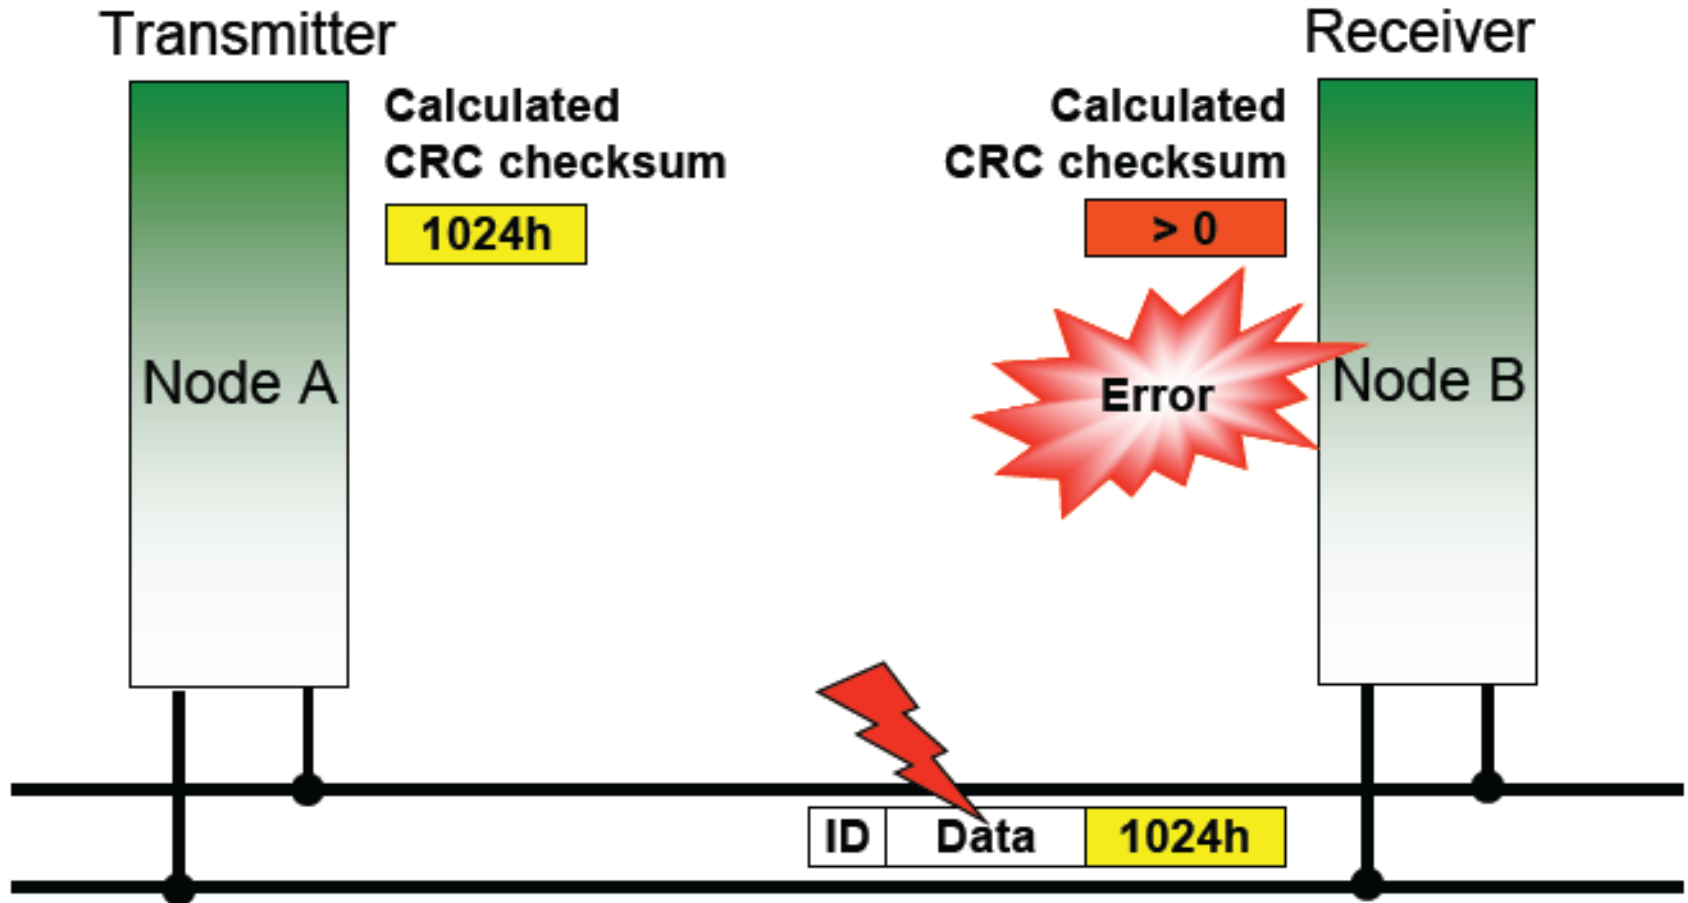 Transmitter
Receiver
Calculated
CRC checksum
1024h
Calculated
CRC checksum
> 0
Node A
Error
Node B
ID
Data
1024h